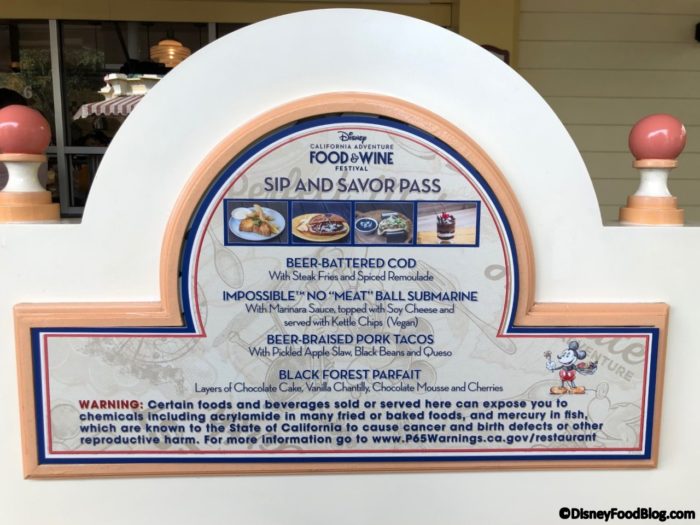 Disney
CALIFORNIA ADVENTURE
FOOD & WINE
FESTIVAL
SIP AND SAVOR PASS
BEER-BATTERED COD
With Steak Fries and Spiced Remoulade
IMPOSSIBLE™ NO "MEAT" BALL SUBMARINE
With Marinara Sauce, topped with Soy Cheese and
served with Kettle Chips (Vegan)
BEER-BRAISED PORK TACOS
With Pickled Apple Slaw, Black Beans and Queso
BLACK FOREST PARFAIT
Layers of Chocolate Cake, Vanilla Chantilly, Chocolate Mousse and Cherries
WARNING: Certain foods and beverages sold or served here can expose you to
chemicals including acrylamide in many fried or baked foods, and mercury in fish,
which are known to the State of California to cause cancer and birth defects or other
reproductive harm. For more information go to www.P65Warnings.ca.gov/restaurant
©DisneyFoodBlog.com